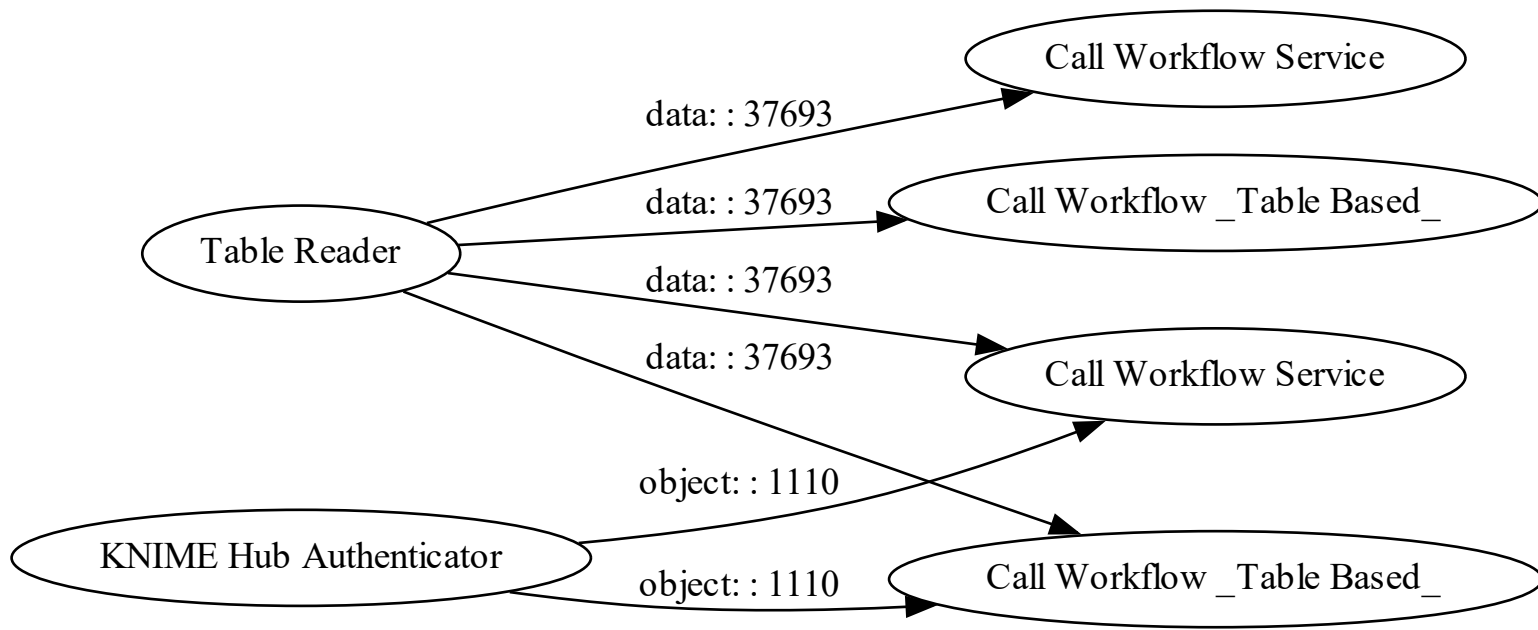 Call Workflow Service
data: : 37693
data: : 37693
Call Workflow _Table Based_
Table Reader
data: : 37693
data: : 37693
Call Workflow Service
object: : 1110
KNIME Hub Authenticator
object: : 1110
Call Workflow _Table Based_